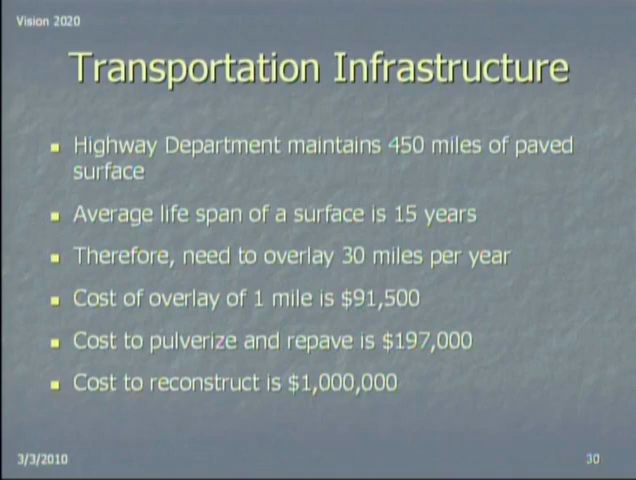 Vision 2020
Transportation Infrastructure
Highway Department maintains 450 miles of paved
surface
Average life span of a surface is 15 years
Therefore, need to overlay 30 miles per year
Cost of overlay of 1 mile is $91,500
Cost to pulverize and repave is $197,000
Cost to reconstruct is $1,000,000
3/3/2010
30